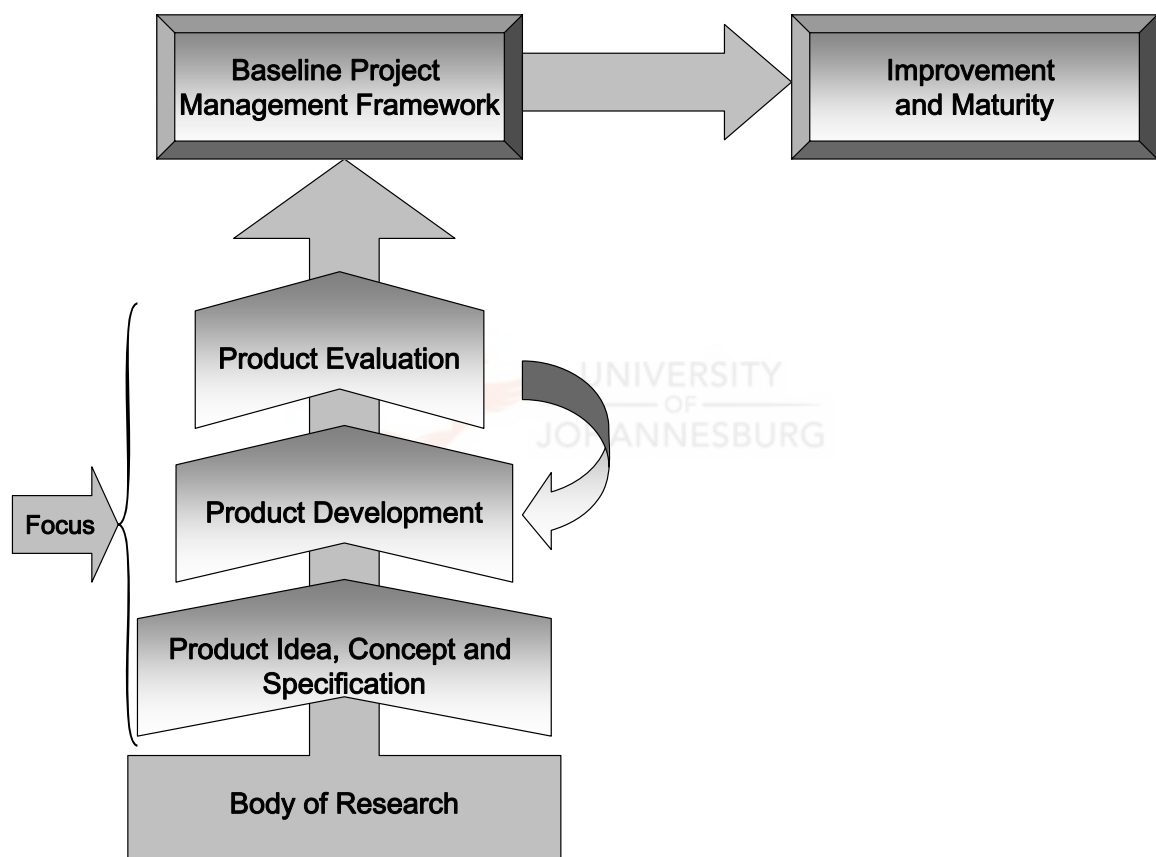 Baseline Project
Management Framework
Improvement
and Maturity
Product Evaluation
UNIVERSITY
OF
JOHANNESBURG
Product Development
Focus
Product Idea, Concept and
Specification
Body of Research